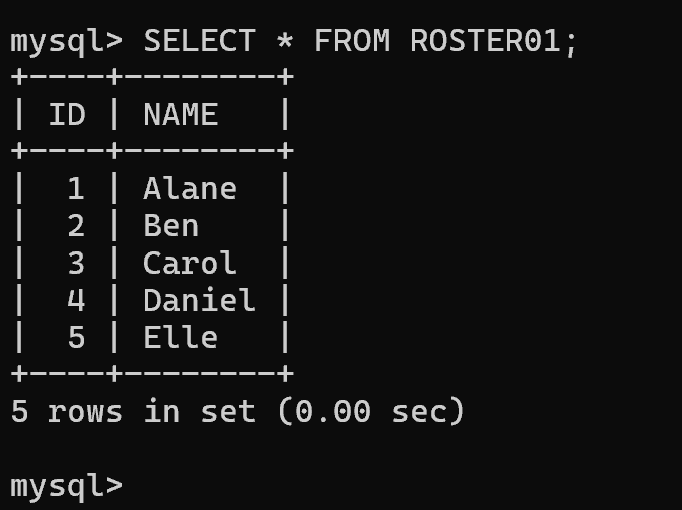 mysql> SELECT * FROM ROSTER01;
+----+--------+
| ID | NAME   |
+----+--------+
|  1 | Alane  |
|  2 | Ben    |
|  3 | Carol  |
|  4 | Daniel |
|  5 | Elle   |
+----+--------+
5 rows in set (0.00 sec)

mysql>